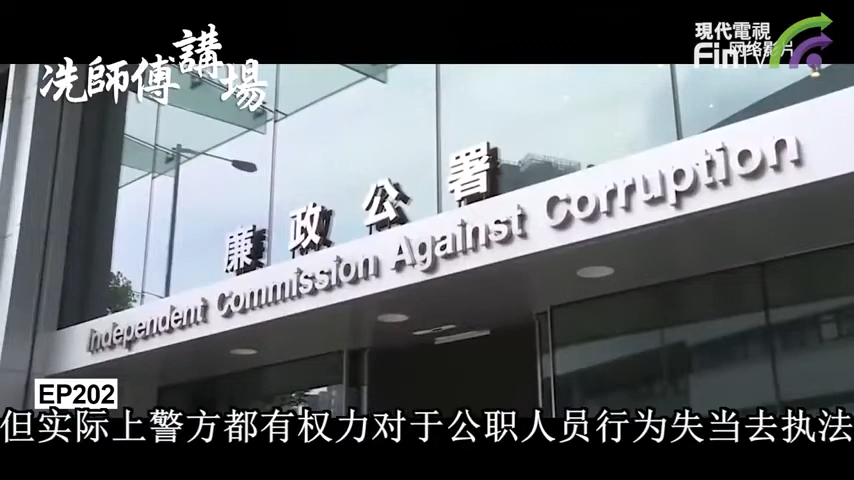 冼師傅講場
現代電視
FinTV
网络影片
廉政公署
Independent Commission Against Corruption
EP202
但实际上警方都有权力对于公职人员行为失当去执法